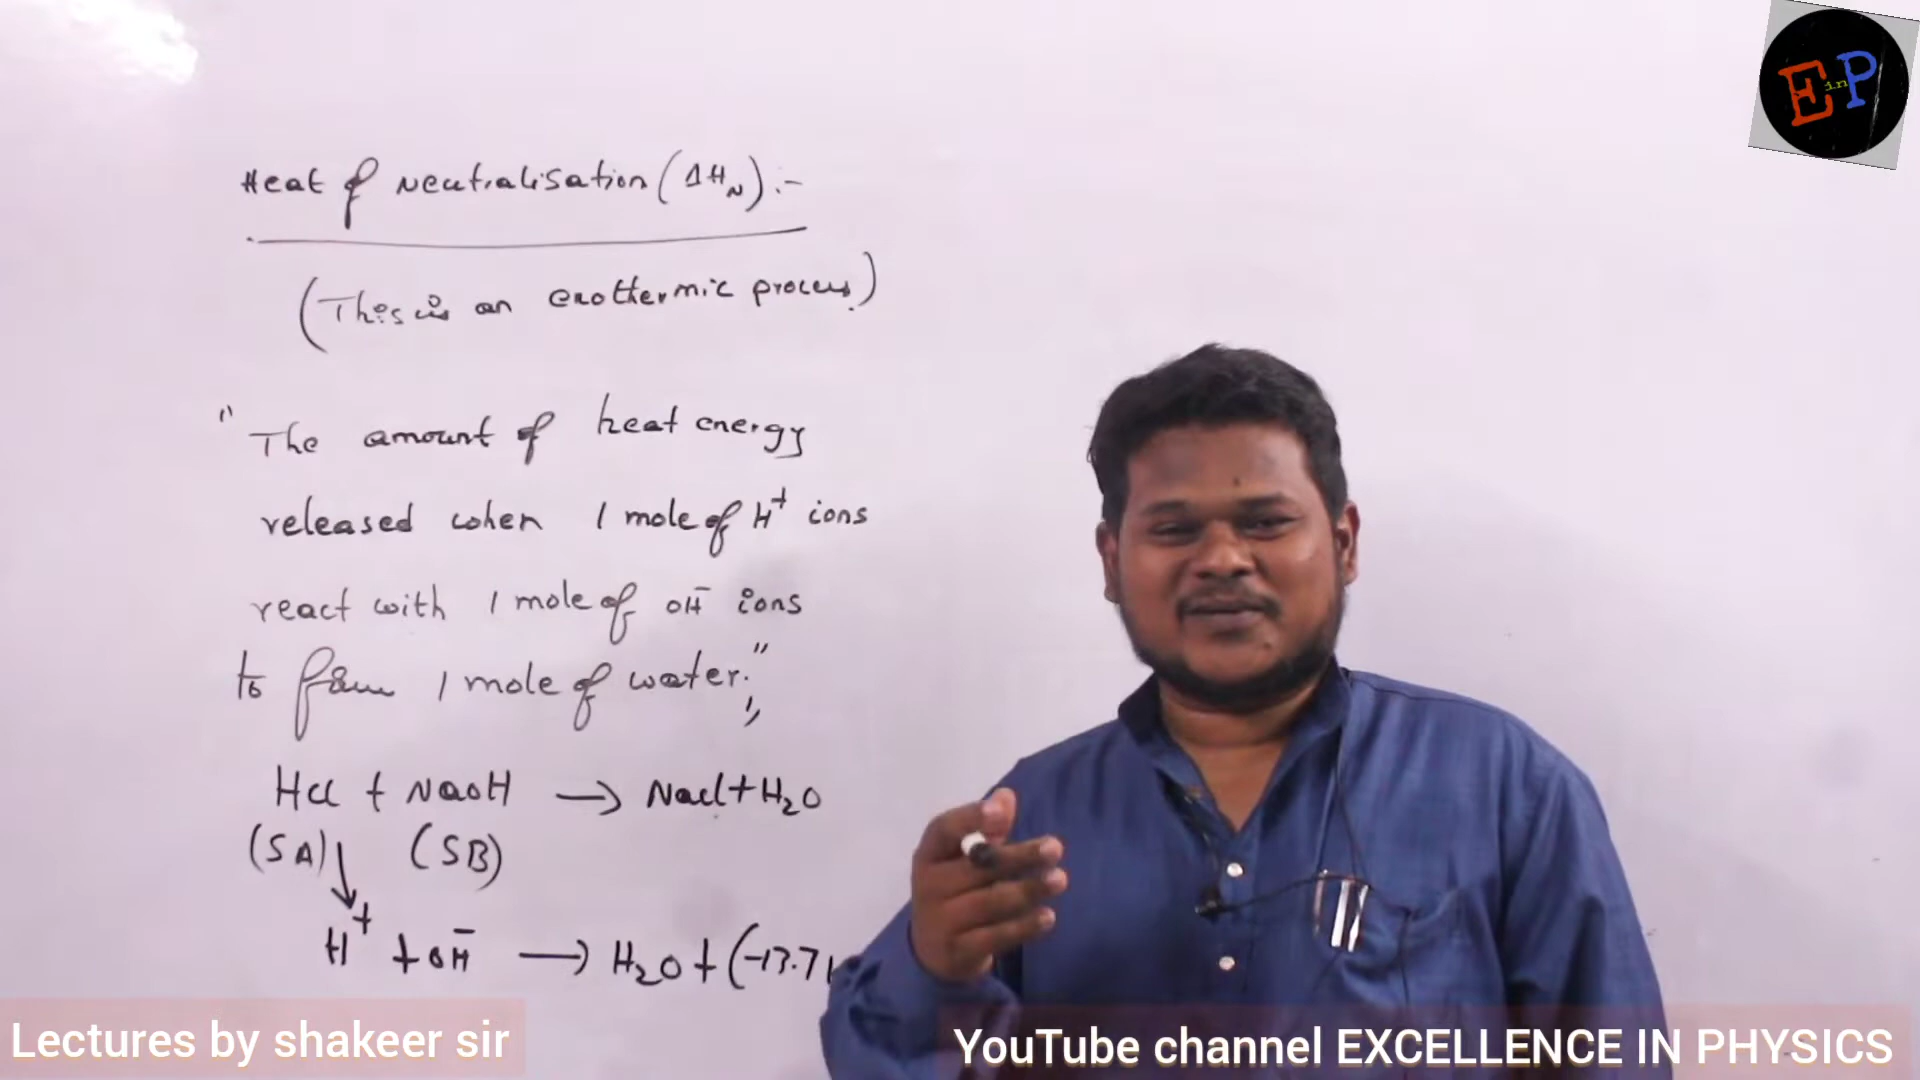 E in P
Heat of Neutralisation (ΔH_N) :-
(This is an exothermic process.)
"The amount of heat energy
released when 1 mole of H⁺ ions
react with 1 mole of OH⁻ ions
to form 1 mole of water."
HCl + NaOH → NaCl + H₂O
(SA) ↓ (SB)
H⁺ + OH⁻ → H₂O + (-13.7
Lectures by shakeer sir
YouTube channel EXCELLENCE IN PHYSICS